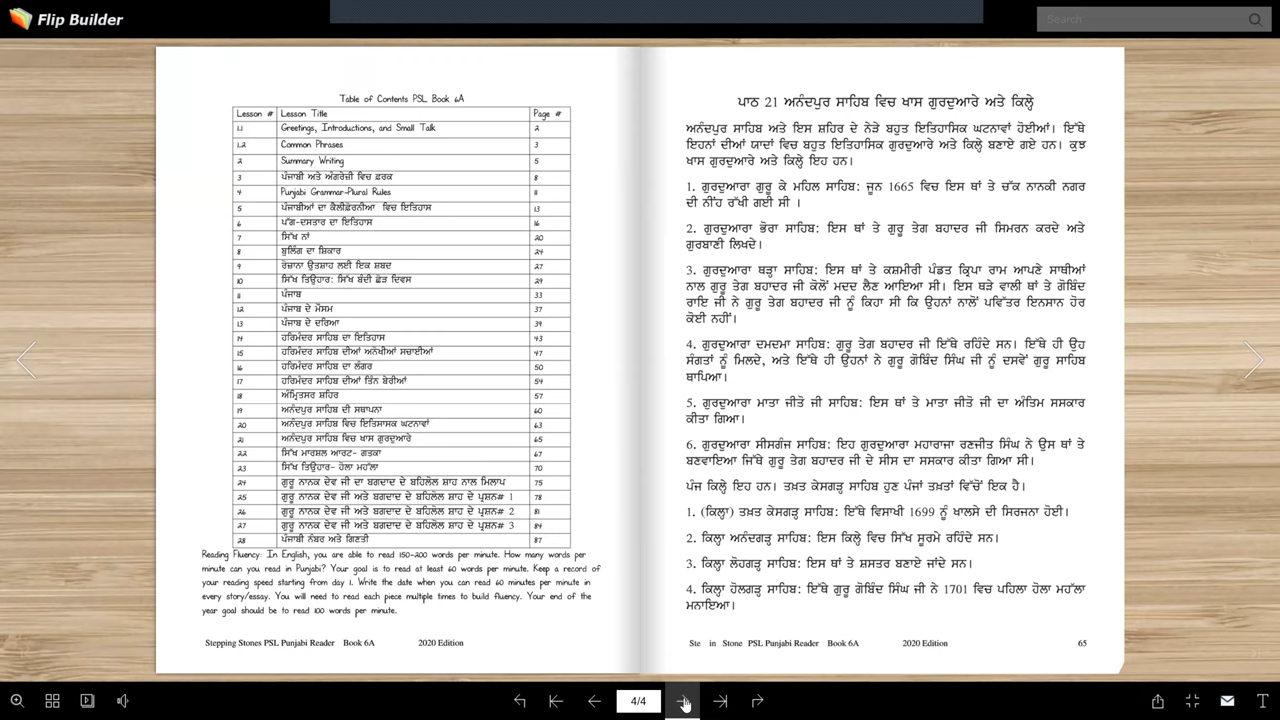 Flip Builder
Search
Table of Contents PSL Book 6A
Lesson # Lesson Title Page #
1.1 Greetings, Introductions, and Small Talk 2
1.2 Common Phrases 3
2 Summary Writing 5
3 ਪੰਜਾਬੀ ਅਤੇ ਅੰਗਰੇਜ਼ੀ ਵਿਚ ਫ਼ਰਕ 8
4 Punjabi Grammar-Plural Rules 11
5 ਪੰਜਾਬੀਆਂ ਦਾ ਕੈਲੀਫ਼ੋਰਨੀਆ ਵਿਚ ਇਤਿਹਾਸ 13
6 ਪੱਗ-ਦਸਤਾਰ ਦਾ ਇਤਿਹਾਸ 16
7 ਸਿੱਖ ਨਾਂ 20
8 ਬੁਲਿੰਗ ਦਾ ਸ਼ਿਕਾਰ 24
9 ਰੋਜ਼ਾਨਾ ਉਤਸ਼ਾਹ ਲਈ ਇਕ ਸ਼ਬਦ 27
10 ਸਿੱਖ ਤਿਉਹਾਰ: ਸਿੱਖ ਬੰਦੀ ਛੋੜ ਦਿਵਸ 29
11 ਪੰਜਾਬ 33
12 ਪੰਜਾਬ ਦੇ ਮੌਸਮ 37
13 ਪੰਜਾਬ ਦੇ ਦਰਿਆ 39
14 ਹਰਿਮੰਦਰ ਸਾਹਿਬ ਦਾ ਇਤਿਹਾਸ 43
15 ਹਰਿਮੰਦਰ ਸਾਹਿਬ ਦੀਆਂ ਅਨੋਖੀਆਂ ਸਚਾਈਆਂ 47
16 ਹਰਿਮੰਦਰ ਸਾਹਿਬ ਦਾ ਲੰਗਰ 50
17 ਹਰਿਮੰਦਰ ਸਾਹਿਬ ਦੀਆਂ ਤਿੰਨ ਬੇਰੀਆਂ 54
18 ਅੰਮ੍ਰਿਤਸਰ ਸ਼ਹਿਰ 57
19 ਅਨੰਦਪੁਰ ਸਾਹਿਬ ਦੀ ਸਥਾਪਨਾ 60
20 ਅਨੰਦਪੁਰ ਸਾਹਿਬ ਵਿਚ ਇਤਿਸਾਸਕ ਘਟਨਾਵਾਂ 63
21 ਅਨੰਦਪੁਰ ਸਾਹਿਬ ਵਿਚ ਖਾਸ ਗੁਰਦੁਆਰੇ 65
22 ਸਿੱਖ ਮਾਰਸ਼ਲ ਆਰਟ- ਗਤਕਾ 67
23 ਸਿੱਖ ਤਿਉਹਾਰ- ਹੋਲਾ ਮਹੱਲਾ 70
24 ਗੁਰੂ ਨਾਨਕ ਦੇਵ ਜੀ ਦਾ ਬਗਦਾਦ ਦੇ ਬਹਿਲੋਲ ਸ਼ਾਹ ਨਾਲ ਮਿਲਾਪ 75
25 ਗੁਰੂ ਨਾਨਕ ਦੇਵ ਜੀ ਅਤੇ ਬਗਦਾਦ ਦੇ ਬਹਿਲੋਲ ਸ਼ਾਹ ਦੇ ਪ੍ਰਸ਼ਨ# 1 78
26 ਗੁਰੂ ਨਾਨਕ ਦੇਵ ਜੀ ਅਤੇ ਬਗਦਾਦ ਦੇ ਬਹਿਲੋਲ ਸ਼ਾਹ ਦੇ ਪ੍ਰਸ਼ਨ# 2 81
27 ਗੁਰੂ ਨਾਨਕ ਦੇਵ ਜੀ ਅਤੇ ਬਗਦਾਦ ਦੇ ਬਹਿਲੋਲ ਸ਼ਾਹ ਦੇ ਪ੍ਰਸ਼ਨ# 3 84
28 ਪੰਜਾਬੀ ਨੰਬਰ ਅਤੇ ਗਿਣਤੀ 87
Reading Fluency: In English, you are able to read 150-200 words per minute. How many words per
minute can you read in Punjabi? Your goal is to read at least 60 words per minute. Keep a record of
your reading speed starting from day 1. Write the date when you can read 60 minutes per minute in
every story/essay. You will need to read each piece multiple times to build fluency. Your end of the
year goal should be to read 100 words per minute.
Stepping Stones PSL Punjabi Reader Book 6A 2020 Edition
ਪਾਠ 21 ਅਨੰਦਪੁਰ ਸਾਹਿਬ ਵਿਚ ਖਾਸ ਗੁਰਦੁਆਰੇ ਅਤੇ ਕਿਲ੍ਹੇ
ਅਨੰਦਪੁਰ ਸਾਹਿਬ ਅਤੇ ਇਸ ਸ਼ਹਿਰ ਦੇ ਨੇੜੇ ਬਹੁਤ ਇਤਿਹਾਸਿਕ ਘਟਨਾਵਾਂ ਹੋਈਆਂ। ਇੱਥੇ
ਇਹਨਾਂ ਦੀਆਂ ਯਾਦਾਂ ਵਿਚ ਬਹੁਤ ਇਤਿਹਾਸਿਕ ਗੁਰਦੁਆਰੇ ਅਤੇ ਕਿਲ੍ਹੇ ਬਣਾਏ ਗਏ ਹਨ। ਕੁਝ
ਖਾਸ ਗੁਰਦੁਆਰੇ ਅਤੇ ਕਿਲ੍ਹੇ ਇਹ ਹਨ।
1. ਗੁਰਦੁਆਰਾ ਗੁਰੂ ਕੇ ਮਹਿਲ ਸਾਹਿਬ: ਜੂਨ 1665 ਵਿਚ ਇਸ ਥਾਂ ਤੇ ਚੱਕ ਨਾਨਕੀ ਨਗਰ
ਦੀ ਨੀਂਹ ਰੱਖੀ ਗਈ ਸੀ ।
2. ਗੁਰਦੁਆਰਾ ਭੋਰਾ ਸਾਹਿਬ: ਇਸ ਥਾਂ ਤੇ ਗੁਰੂ ਤੇਗ ਬਹਾਦਰ ਜੀ ਸਿਮਰਨ ਕਰਦੇ ਅਤੇ
ਗੁਰਬਾਣੀ ਲਿਖਦੇ।
3. ਗੁਰਦੁਆਰਾ ਥੜ੍ਹਾ ਸਾਹਿਬ: ਇਸ ਥਾਂ ਤੇ ਕਸ਼ਮੀਰੀ ਪੰਡਤ ਕ੍ਰਿਪਾ ਰਾਮ ਆਪਣੇ ਸਾਥੀਆਂ
ਨਾਲ ਗੁਰੂ ਤੇਗ ਬਹਾਦਰ ਜੀ ਕੋਲੋਂ ਮਦਦ ਲੈਣ ਆਇਆ ਸੀ। ਇਸ ਥੜੇ ਵਾਲੀ ਥਾਂ ਤੇ ਗੋਬਿੰਦ
ਰਾਇ ਜੀ ਨੇ ਗੁਰੂ ਤੇਗ ਬਹਾਦਰ ਜੀ ਨੂੰ ਕਿਹਾ ਸੀ ਕਿ ਉਹਨਾਂ ਨਾਲੋਂ ਪਵਿੱਤਰ ਇਨਸਾਨ ਹੋਰ
ਕੋਈ ਨਹੀਂ।
4. ਗੁਰਦੁਆਰਾ ਦਮਦਮਾ ਸਾਹਿਬ: ਗੁਰੂ ਤੇਗ ਬਹਾਦਰ ਜੀ ਇੱਥੇ ਰਹਿੰਦੇ ਸਨ। ਇੱਥੇ ਹੀ ਉਹ
ਸੰਗਤਾਂ ਨੂੰ ਮਿਲਦੇ, ਅਤੇ ਇੱਥੇ ਹੀ ਉਹਨਾਂ ਨੇ ਗੁਰੂ ਗੋਬਿੰਦ ਸਿੰਘ ਜੀ ਨੂੰ ਦਸਵੇਂ ਗੁਰੂ ਸਾਹਿਬ
ਥਾਪਿਆ।
5. ਗੁਰਦੁਆਰਾ ਮਾਤਾ ਜੀਤੋ ਜੀ ਸਾਹਿਬ: ਇਸ ਥਾਂ ਤੇ ਮਾਤਾ ਜੀਤੋ ਜੀ ਦਾ ਅੰਤਿਮ ਸਸਕਾਰ
ਕੀਤਾ ਗਿਆ।
6. ਗੁਰਦੁਆਰਾ ਸੀਸਗੰਜ ਸਾਹਿਬ: ਇਹ ਗੁਰਦੁਆਰਾ ਮਹਾਰਾਜਾ ਰਣਜੀਤ ਸਿੰਘ ਨੇ ਉਸ ਥਾਂ ਤੇ
ਬਣਵਾਇਆ ਜਿੱਥੇ ਗੁਰੂ ਤੇਗ ਬਹਾਦਰ ਜੀ ਦੇ ਸੀਸ ਦਾ ਸਸਕਾਰ ਕੀਤਾ ਗਿਆ ਸੀ।
ਪੰਜ ਕਿਲ੍ਹੇ ਇਹ ਹਨ। ਤਖ਼ਤ ਕੇਸਗੜ੍ਹ ਸਾਹਿਬ ਹੁਣ ਪੰਜਾਂ ਤਖ਼ਤਾਂ ਵਿੱਚੋਂ ਇਕ ਹੈ।
1. (ਕਿਲ੍ਹਾ) ਤਖ਼ਤ ਕੇਸਗੜ੍ਹ ਸਾਹਿਬ: ਇੱਥੇ ਵਿਸਾਖੀ 1699 ਨੂੰ ਖਾਲਸੇ ਦੀ ਸਿਰਜਨਾ ਹੋਈ।
2. ਕਿਲ੍ਹਾ ਅਨੰਦਗੜ੍ਹ ਸਾਹਿਬ: ਇਸ ਕਿਲ੍ਹੇ ਵਿਚ ਸਿੱਖ ਸੂਰਮੇ ਰਹਿੰਦੇ ਸਨ।
3. ਕਿਲ੍ਹਾ ਲੋਹਗੜ੍ਹ ਸਾਹਿਬ: ਇਸ ਥਾਂ ਤੇ ਸ਼ਸਤਰ ਬਣਾਏ ਜਾਂਦੇ ਸਨ।
4. ਕਿਲ੍ਹਾ ਹੋਲਗੜ੍ਹ ਸਾਹਿਬ: ਇੱਥੇ ਗੁਰੂ ਗੋਬਿੰਦ ਸਿੰਘ ਜੀ ਨੇ 1701 ਵਿਚ ਪਹਿਲਾ ਹੋਲਾ ਮਹੱਲਾ
ਮਨਾਇਆ।
Ste in Stone PSL Punjabi Reader Book 6A 2020 Edition 65
4/4